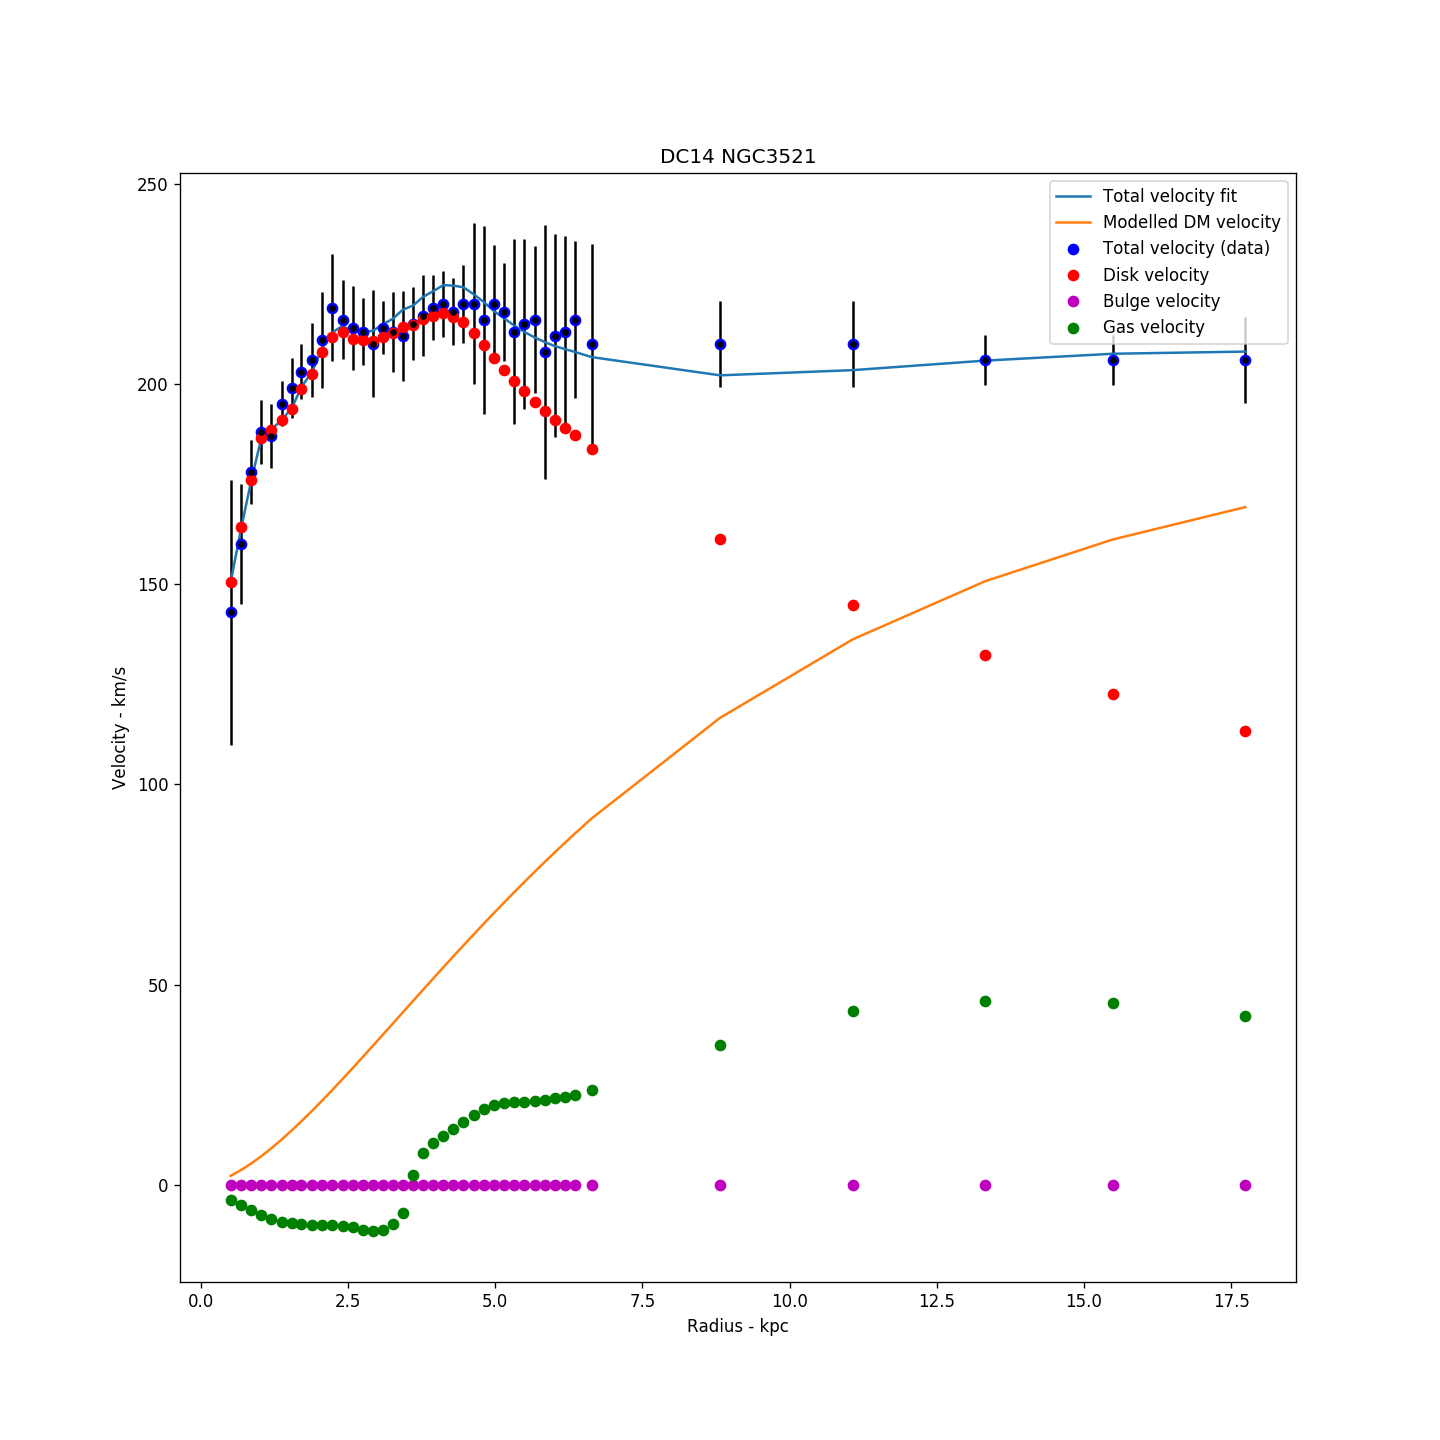 DC14 NGC3521
Total velocity fit
Modelled DM velocity
Total velocity (data)
Disk velocity
Bulge velocity
Gas velocity
250
200
150
100
50
0
Velocity - km/s
0.0 2.5 5.0 7.5 10.0 12.5 15.0 17.5
Radius - kpc